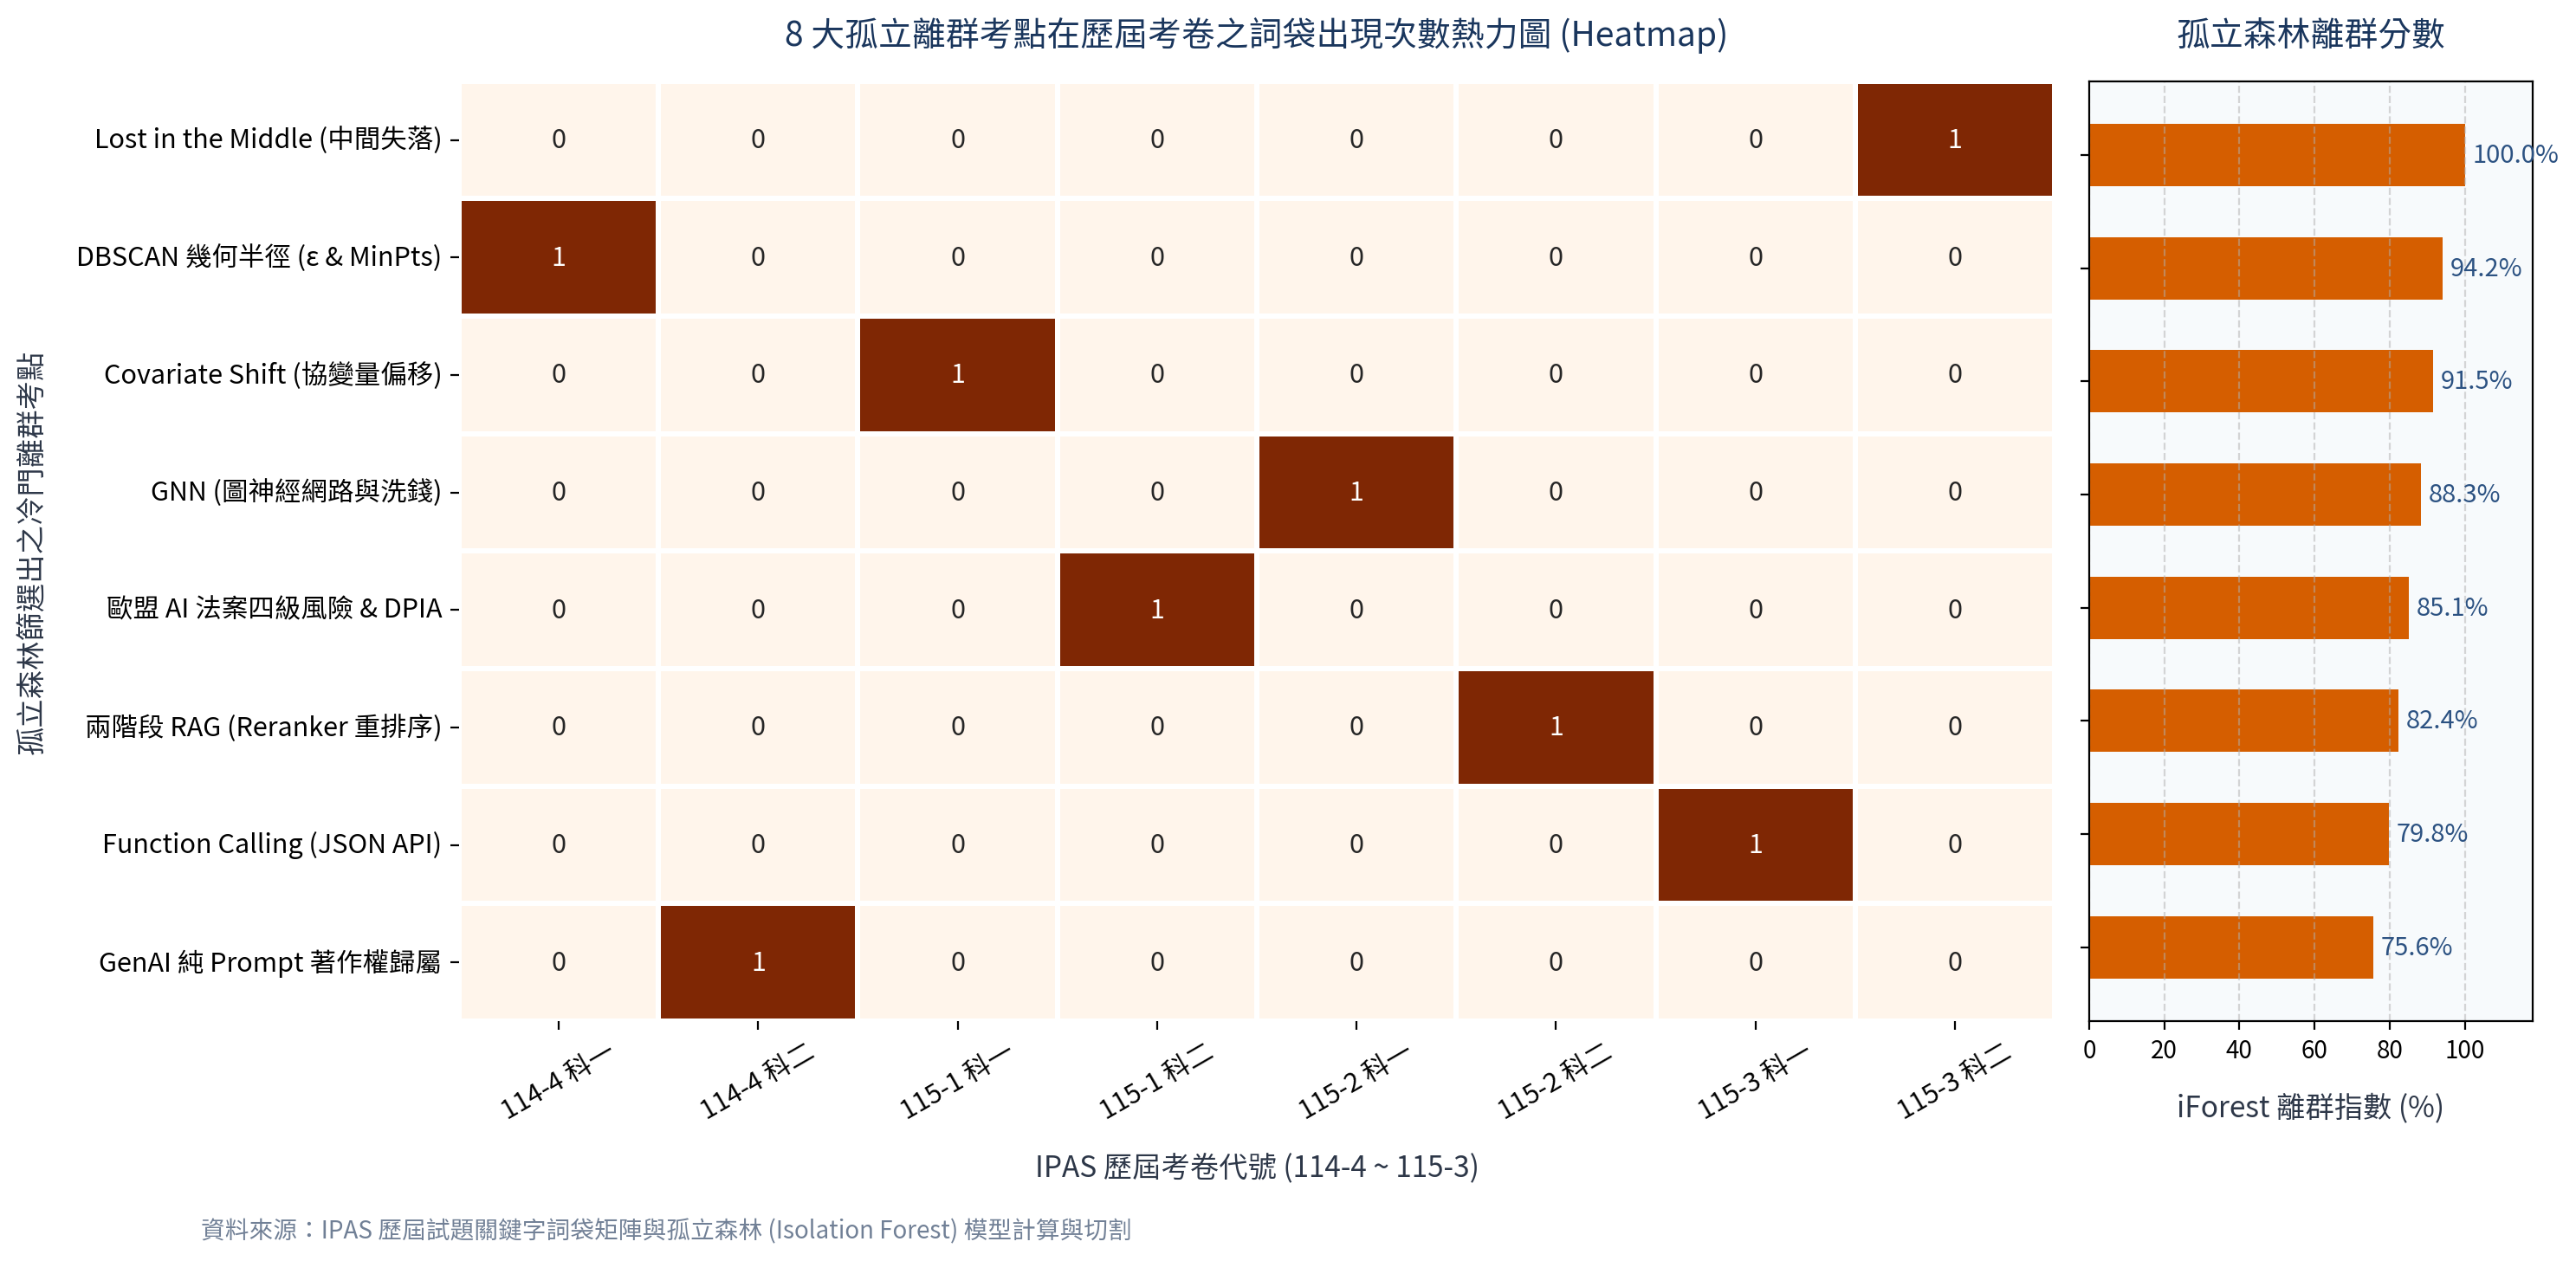 8 大孤立離群考點在歷屆考卷之詞袋出現次數熱力圖 (Heatmap)
孤立森林離群分數
孤立森林篩選出之冷門離群考點
Lost in the Middle (中間失落) 0 0 0 0 0 0 0 1 100.0%
DBSCAN 幾何半徑 (ε & MinPts) 1 0 0 0 0 0 0 0 94.2%
Covariate Shift (協變量偏移) 0 0 1 0 0 0 0 0 91.5%
GNN (圖神經網路與洗錢) 0 0 0 0 1 0 0 0 88.3%
歐盟 AI 法案四級風險 & DPIA 0 0 0 1 0 0 0 0 85.1%
兩階段 RAG (Reranker 重排序) 0 0 0 0 0 1 0 0 82.4%
Function Calling (JSON API) 0 0 0 0 0 0 1 0 79.8%
GenAI 純 Prompt 著作權歸屬 0 1 0 0 0 0 0 0 75.6%
114-4 科一 114-4 科二 115-1 科一 115-1 科二 115-2 科一 115-2 科二 115-3 科一 115-3 科二
0 20 40 60 80 100
iForest 離群指數 (%)
IPAS 歷屆考卷代號 (114-4 ~ 115-3)
資料來源：IPAS 歷屆試題關鍵字詞袋矩陣與孤立森林 (Isolation Forest) 模型計算與切割